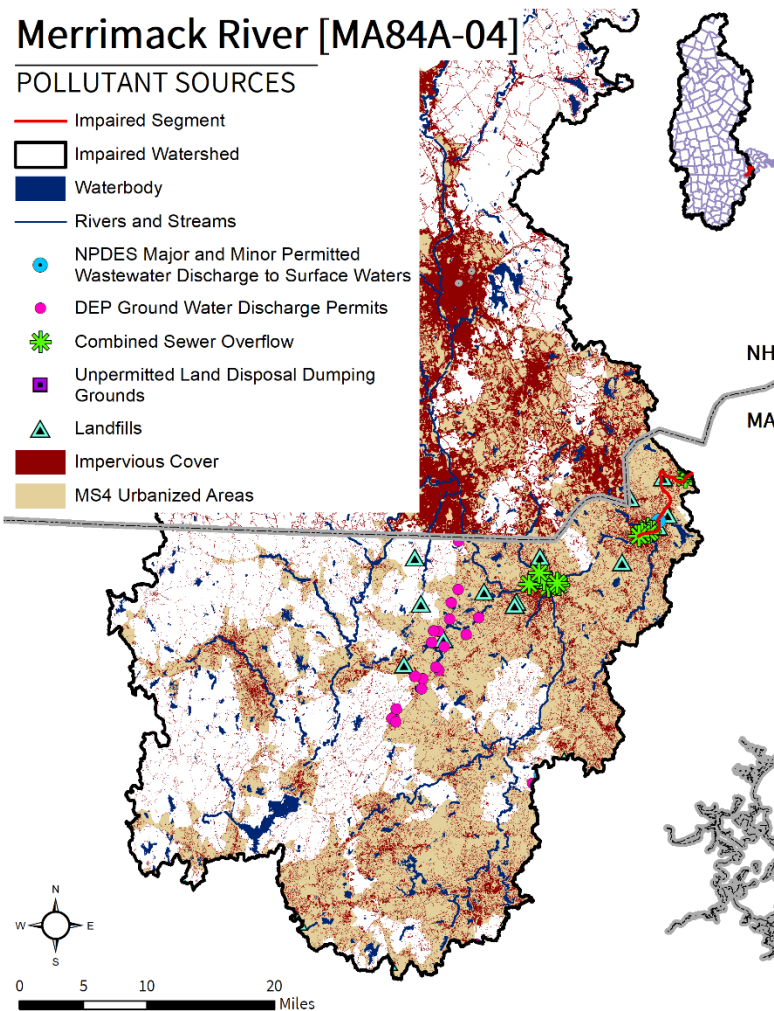 Merrimack River [MA84A-04]
POLLUTANT SOURCES
Impaired Segment
Impaired Watershed
Waterbody
Rivers and Streams
NPDES Major and Minor Permitted
Wastewater Discharge to Surface Waters
DEP Ground Water Discharge Permits
Combined Sewer Overflow
Unpermitted Land Disposal Dumping
Grounds
Landfills
Impervious Cover
MS4 Urbanized Areas
NH
MA
N
W E
S
0 5 10 20
Miles